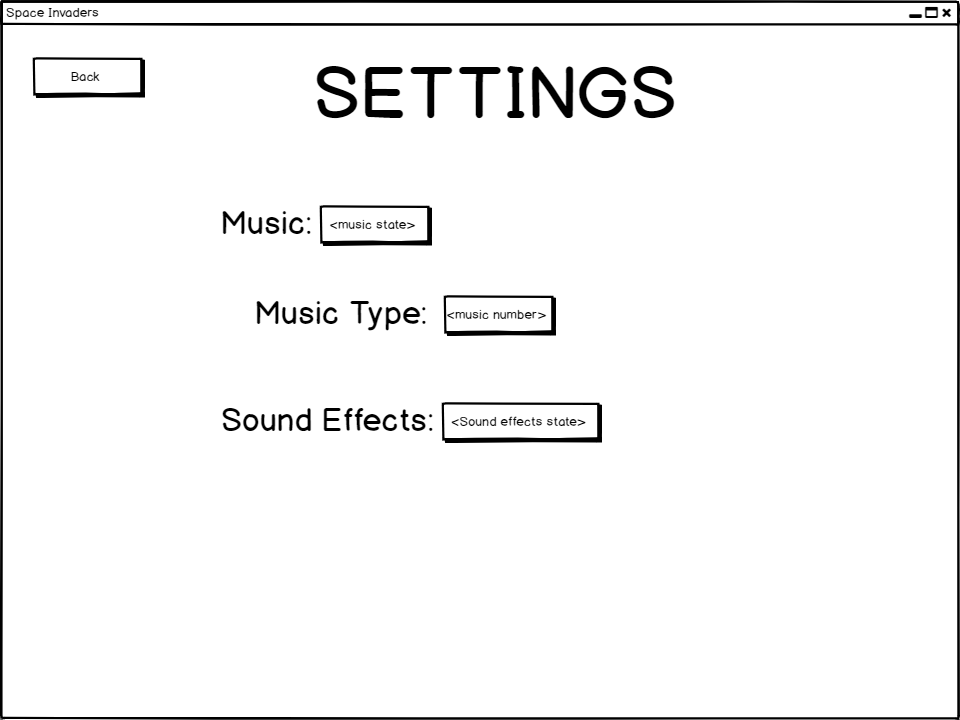 Space Invaders
Back
SETTINGS
Music: <music state>
Music Type: <music number>
Sound Effects: <Sound effects state>